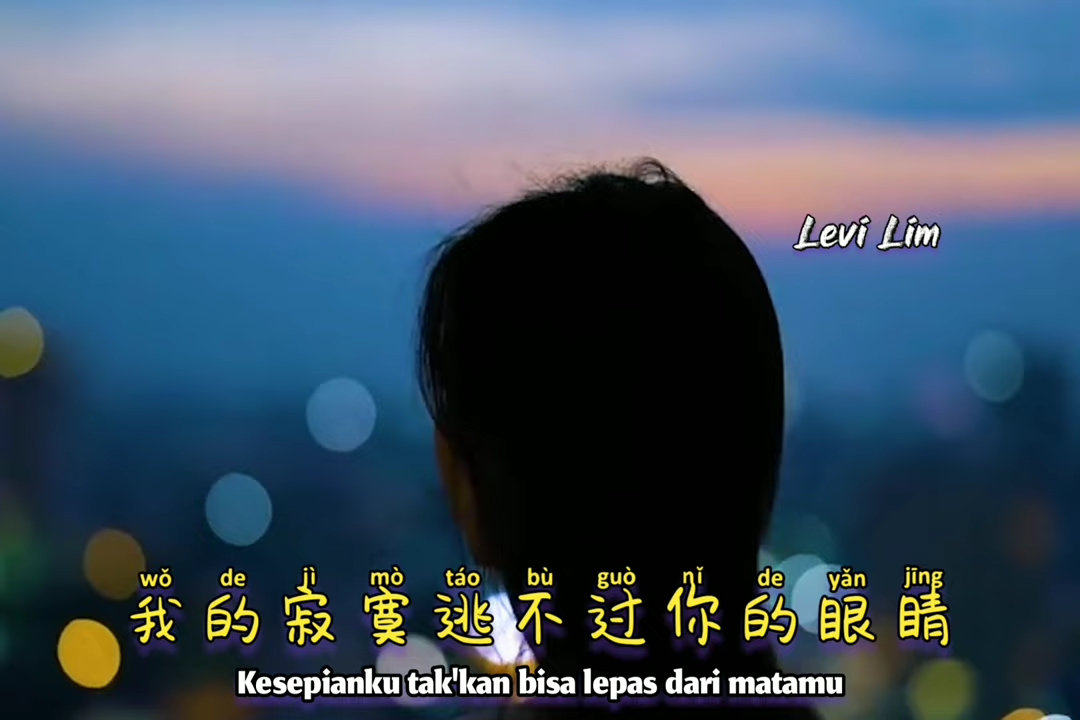 Levi Lim
wǒ de jì mò táo bù guò nǐ de yǎn jīng
我的寂寞逃不过你的眼睛
Kesepianku tak'kan bisa lepas dari matamu